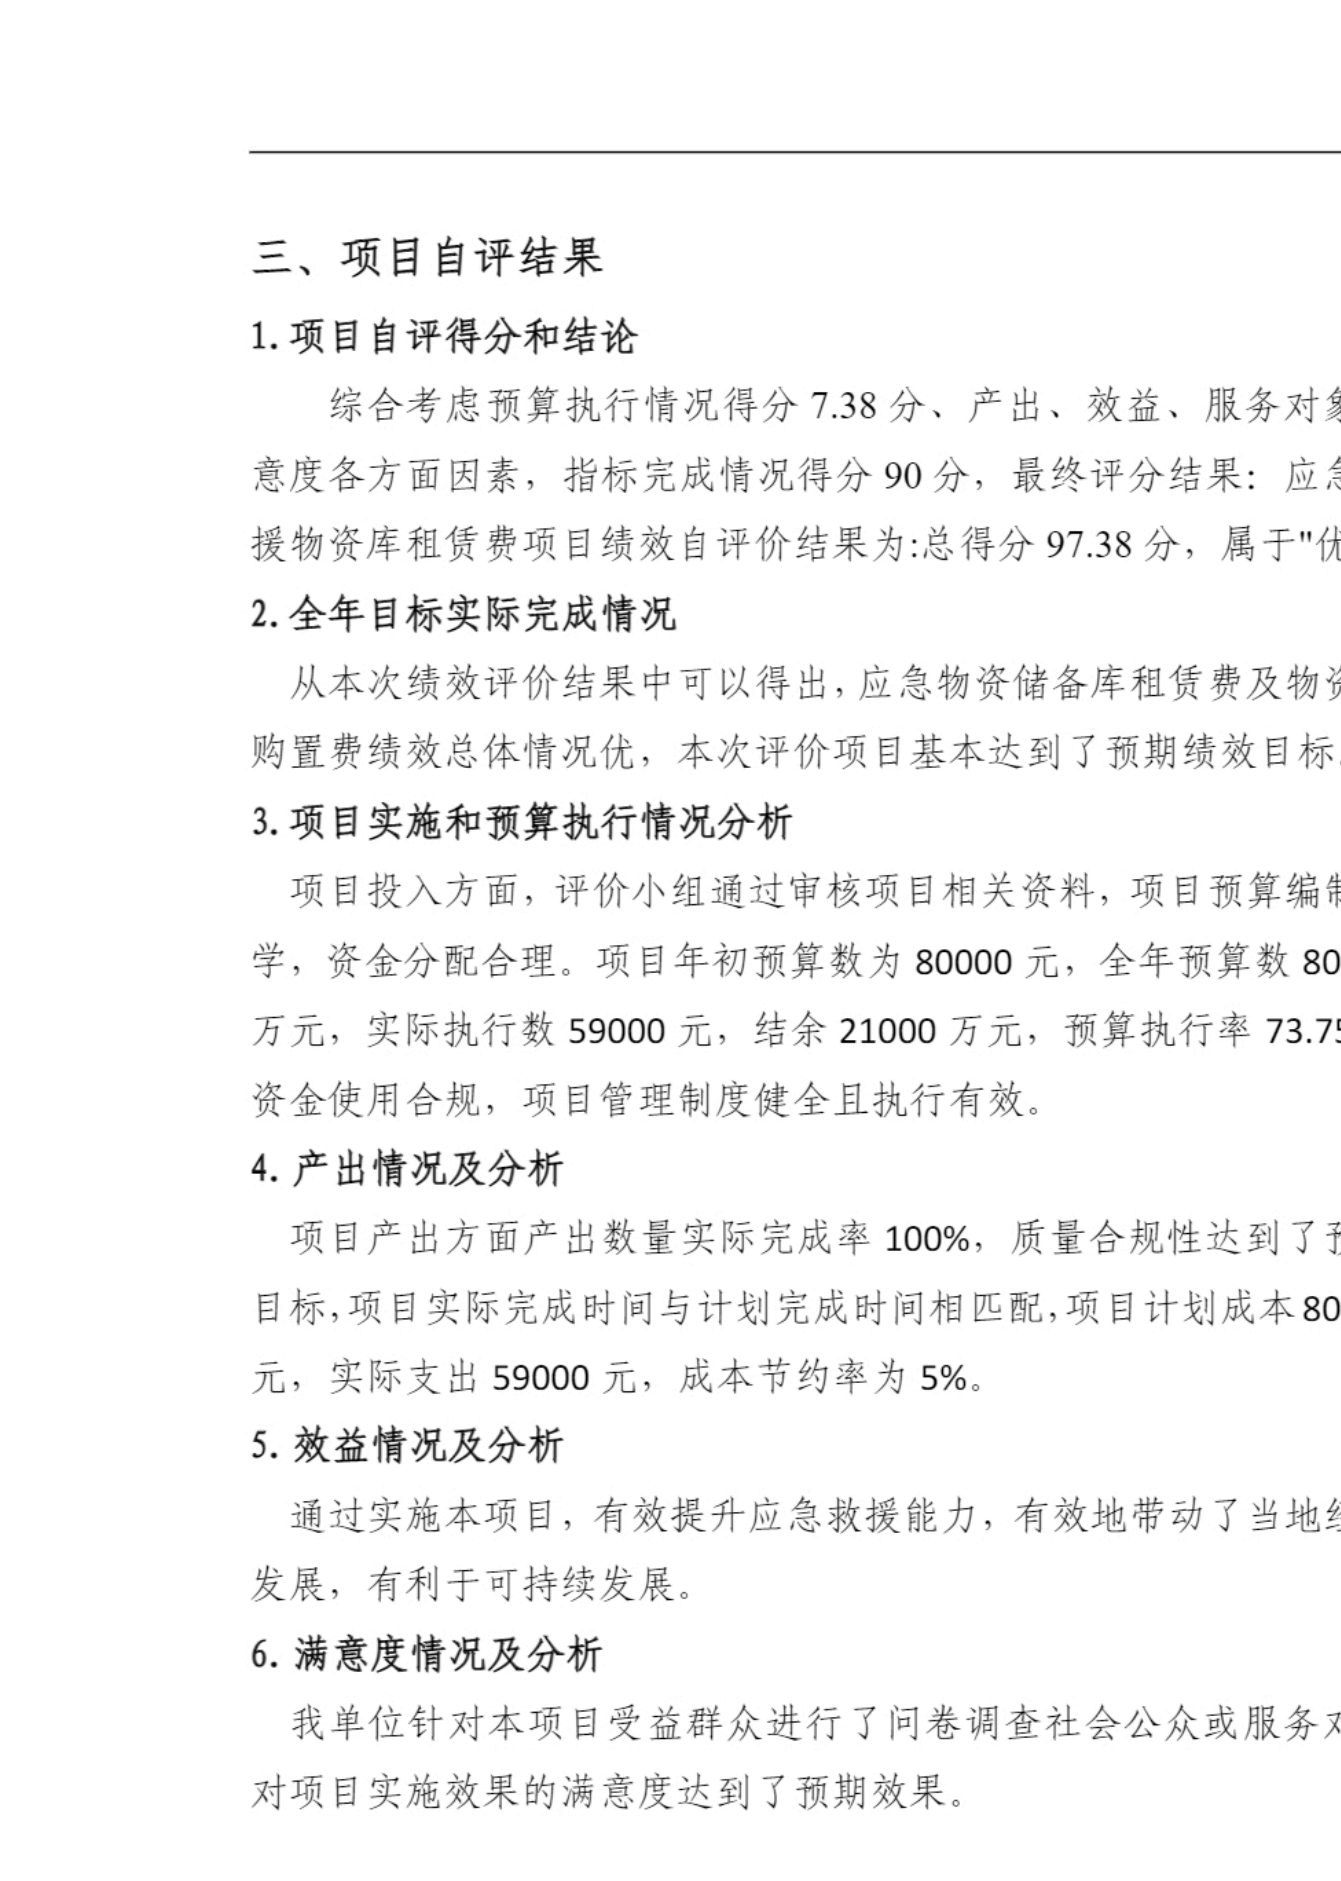 三、项目自评结果
1.项目自评得分和结论
综合考虑预算执行情况得分 7.38 分、产出、效益、服务对
意度各方面因素，指标完成情况得分 90 分，最终评分结果：应
援物资库租赁费项目绩效自评价结果为:总得分 97.38 分，属于"优
2.全年目标实际完成情况
从本次绩效评价结果中可以得出，应急物资储备库租赁费及物
购置费绩效总体情况优，本次评价项目基本达到了预期绩效目标
3.项目实施和预算执行情况分析
项目投入方面，评价小组通过审核项目相关资料，项目预算编
学，资金分配合理。项目年初预算数为 80000 元，全年预算数 80
万元，实际执行数 59000 元，结余 21000 万元，预算执行率 73.75
资金使用合规，项目管理制度健全且执行有效。
4. 产出情况及分析
项目产出方面产出数量实际完成率 100%，质量合规性达到了
目标，项目实际完成时间与计划完成时间相匹配，项目计划成本 80
元，实际支出 59000 元，成本节约率为 5%。
5. 效益情况及分析
通过实施本项目，有效提升应急救援能力，有效地带动了当地
发展，有利于可持续发展。
6. 满意度情况及分析
我单位针对本项目受益群众进行了问卷调查社会公众或服务
对项目实施效果的满意度达到了预期效果。